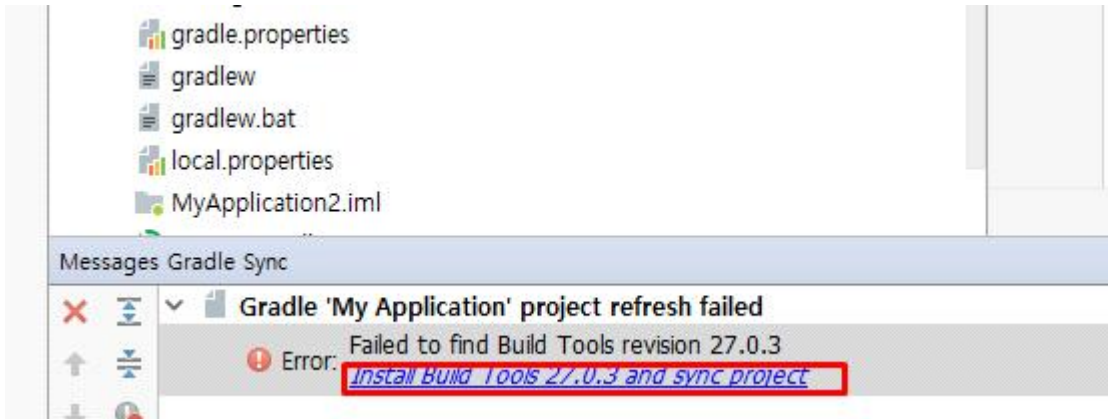 gradle.properties
gradlew
gradlew.bat
local.properties
MyApplication2.iml
Messages Gradle Sync
Gradle 'My Application' project refresh failed
Error: Failed to find Build Tools revision 27.0.3
Install Build Tools 27.0.3 and sync project